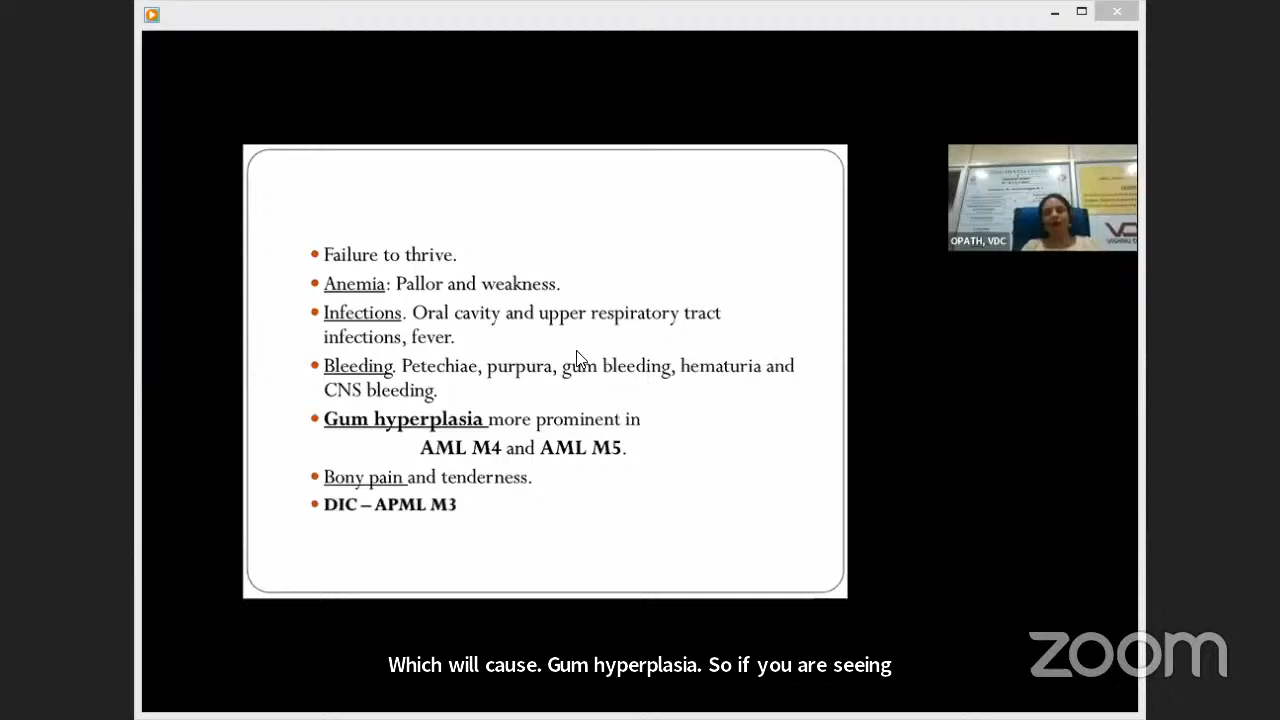 • Failure to thrive.
• Anemia: Pallor and weakness.
• Infections. Oral cavity and upper respiratory tract
infections, fever.
• Bleeding. Petechiae, purpura, gum bleeding, hematuria and
CNS bleeding.
• Gum hyperplasia more prominent in
AML M4 and AML M5.
• Bony pain and tenderness.
• DIC – APML M3
OPATH, VDC
Which will cause. Gum hyperplasia. So if you are seeing
zoom